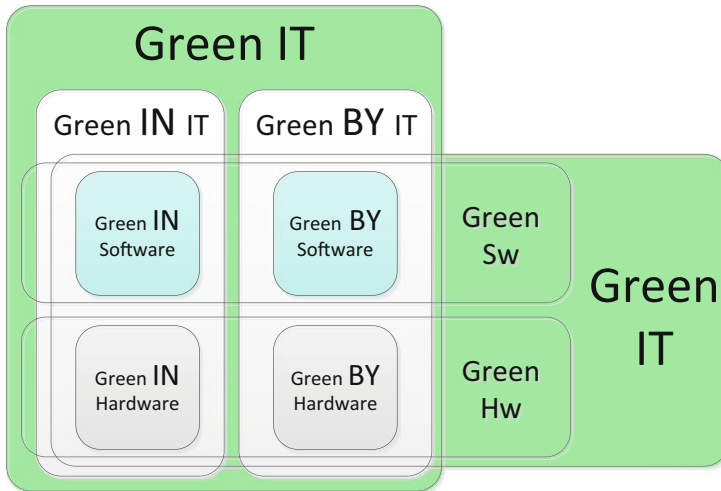 Green IT
Green IN IT
Green BY IT
Green IN
Software
Green BY
Software
Green
Sw
Green
IT
Green IN
Hardware
Green BY
Hardware
Green
Hw